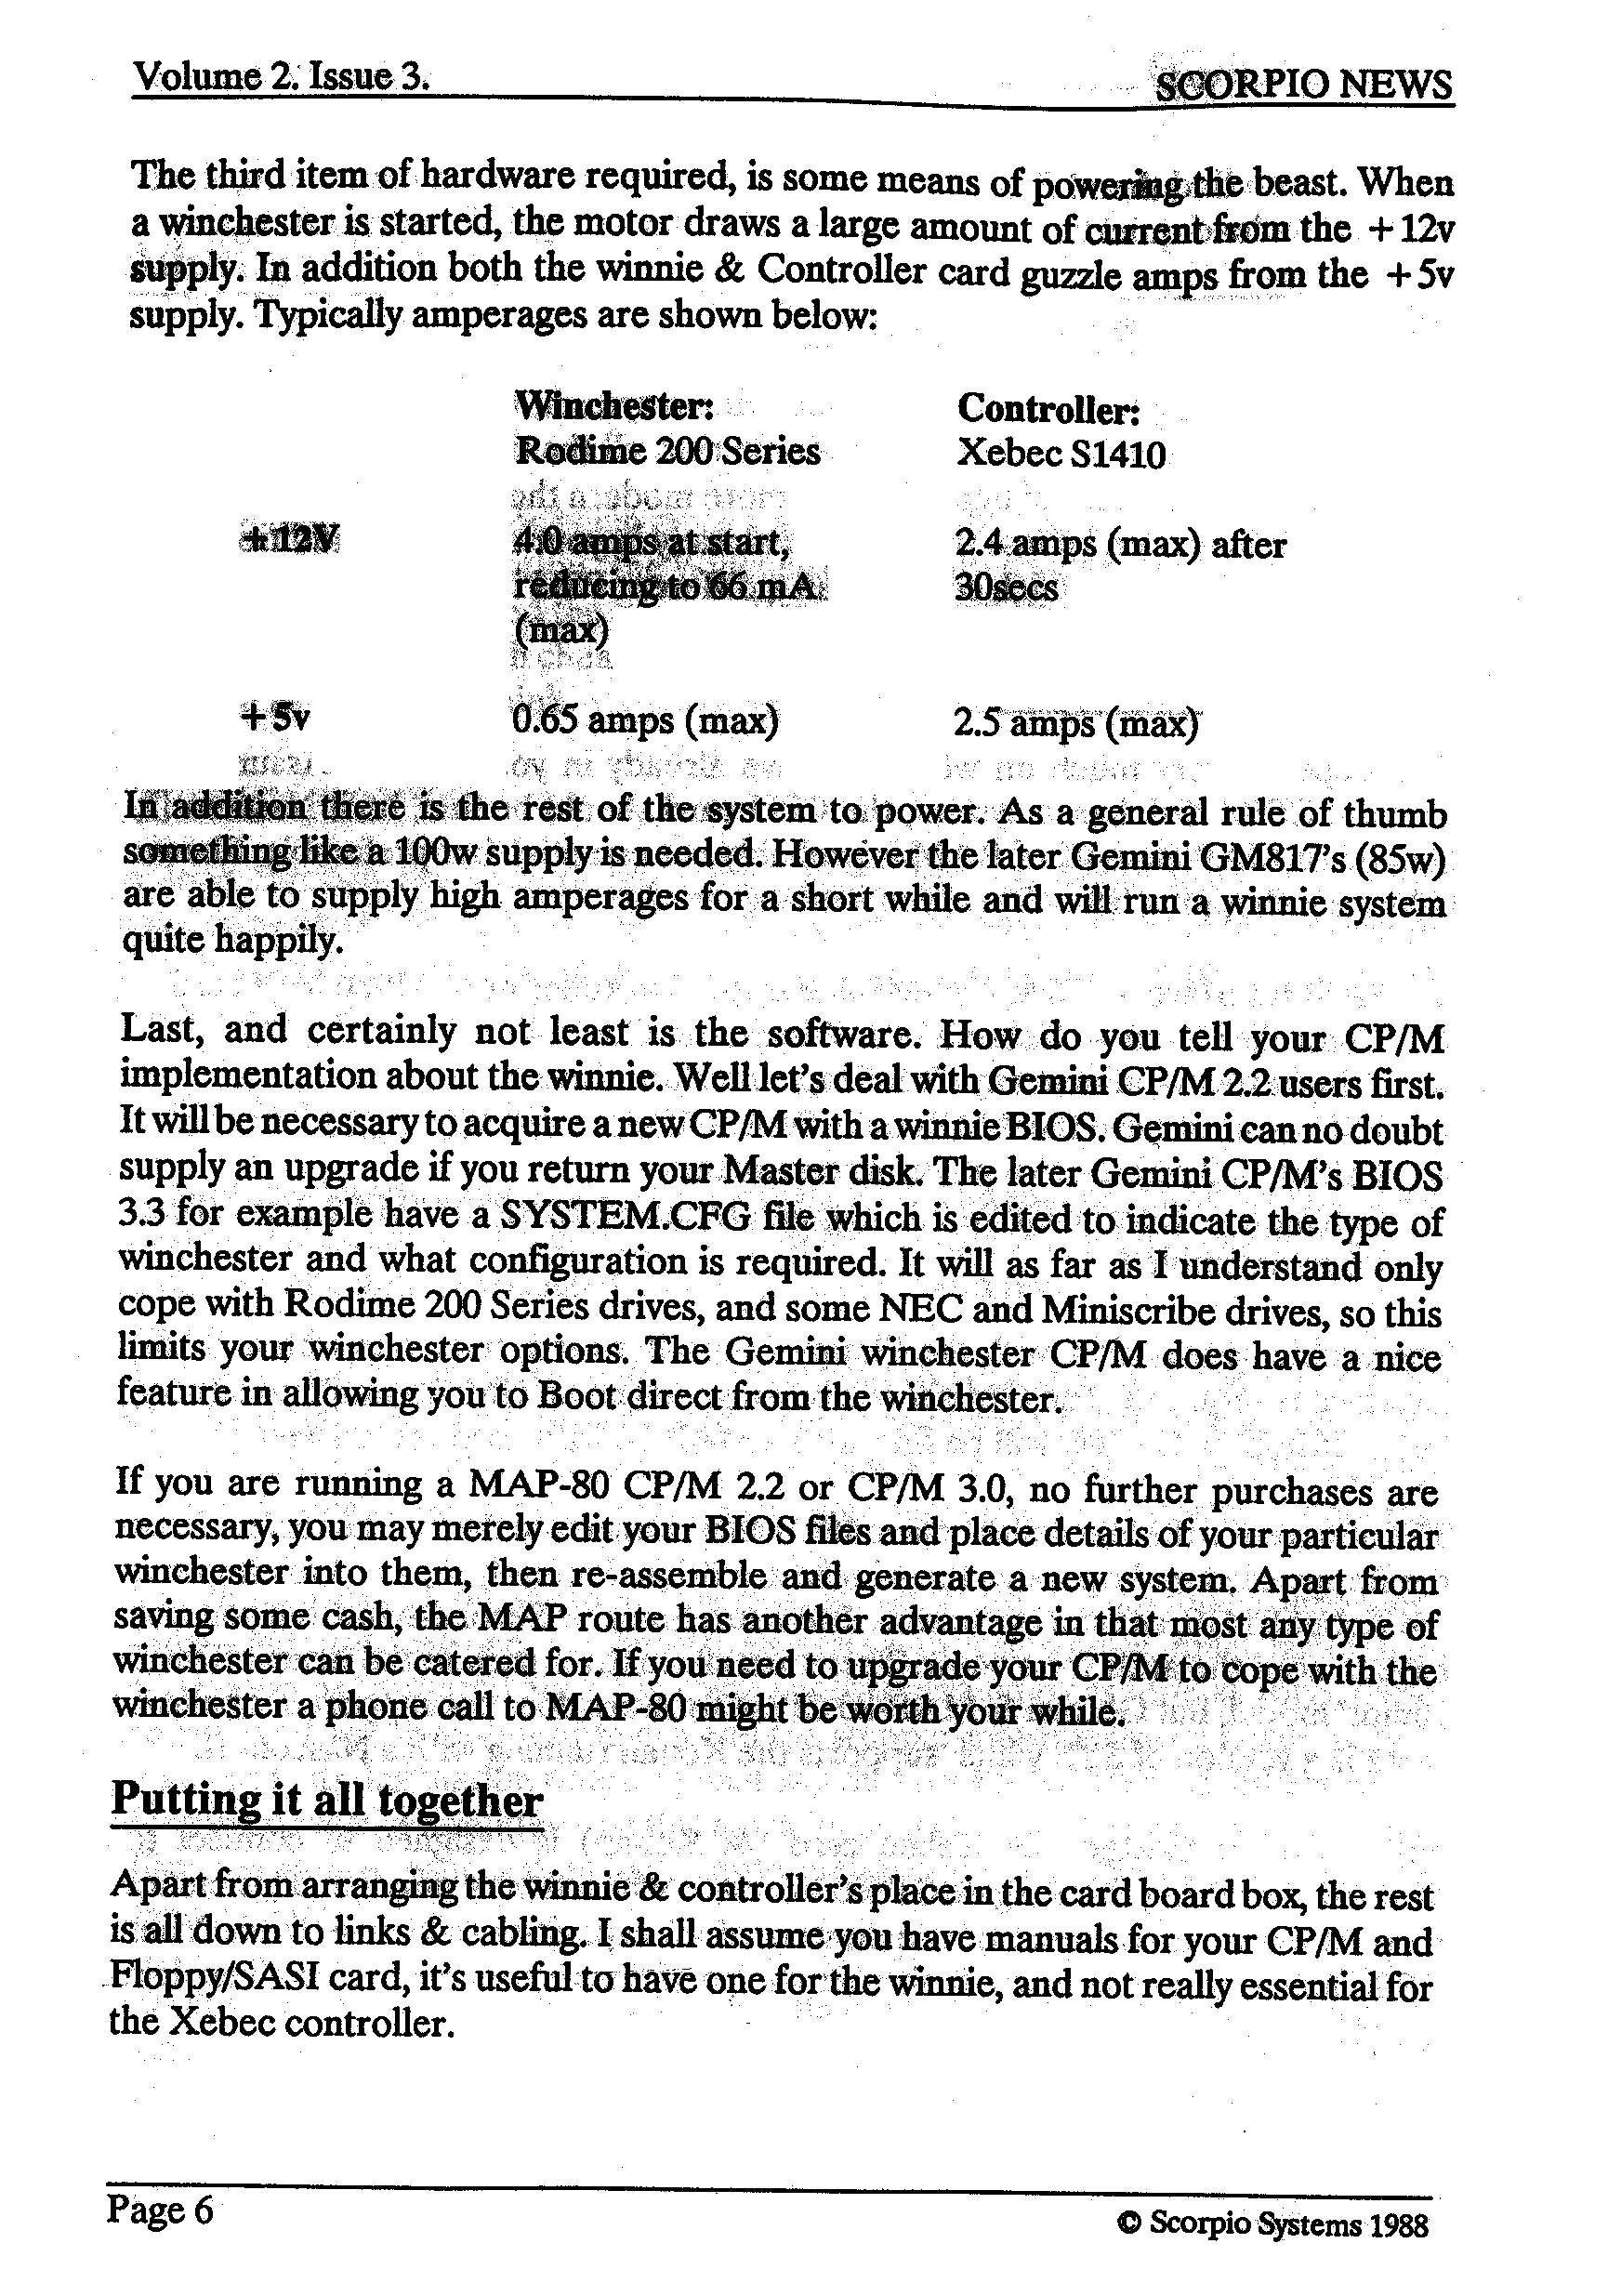 Volume 2. Issue 3.
SCORPIO NEWS
The third item of hardware required, is some means of powering the beast. When
a winchester is started, the motor draws a large amount of current from the +12v
supply. In addition both the winnie & Controller card guzzle amps from the +5v
supply. Typically amperages are shown below:
Winchester: Controller:
Rodime 200 Series Xebec S1410
+12V 4.0 amps at start, 2.4 amps (max) after
reducing to 66 mA 30secs
(max)
+5v 0.65 amps (max) 2.5 amps (max)
In addition there is the rest of the system to power. As a general rule of thumb
something like a 100w supply is needed. However the later Gemini GM817's (85w)
are able to supply high amperages for a short while and will run a winnie system
quite happily.
Last, and certainly not least is the software. How do you tell your CP/M
implementation about the winnie. Well let's deal with Gemini CP/M 2.2 users first.
It will be necessary to acquire a new CP/M with a winnie BIOS. Gemini can no doubt
supply an upgrade if you return your Master disk. The later Gemini CP/M's BIOS
3.3 for example have a SYSTEM.CFG file which is edited to indicate the type of
winchester and what configuration is required. It will as far as I understand only
cope with Rodime 200 Series drives, and some NEC and Miniscribe drives, so this
limits your winchester options. The Gemini winchester CP/M does have a nice
feature in allowing you to Boot direct from the winchester.
If you are running a MAP-80 CP/M 2.2 or CP/M 3.0, no further purchases are
necessary, you may merely edit your BIOS files and place details of your particular
winchester into them, then re-assemble and generate a new system. Apart from
saving some cash, the MAP route has another advantage in that most any type of
winchester can be catered for. If you need to upgrade your CP/M to cope with the
winchester a phone call to MAP-80 might be worth your while.
Putting it all together
Apart from arranging the winnie & controller's place in the card board box, the rest
is all down to links & cabling. I shall assume you have manuals for your CP/M and
Floppy/SASI card, it's useful to have one for the winnie, and not really essential for
the Xebec controller.
Page 6
© Scorpio Systems 1988